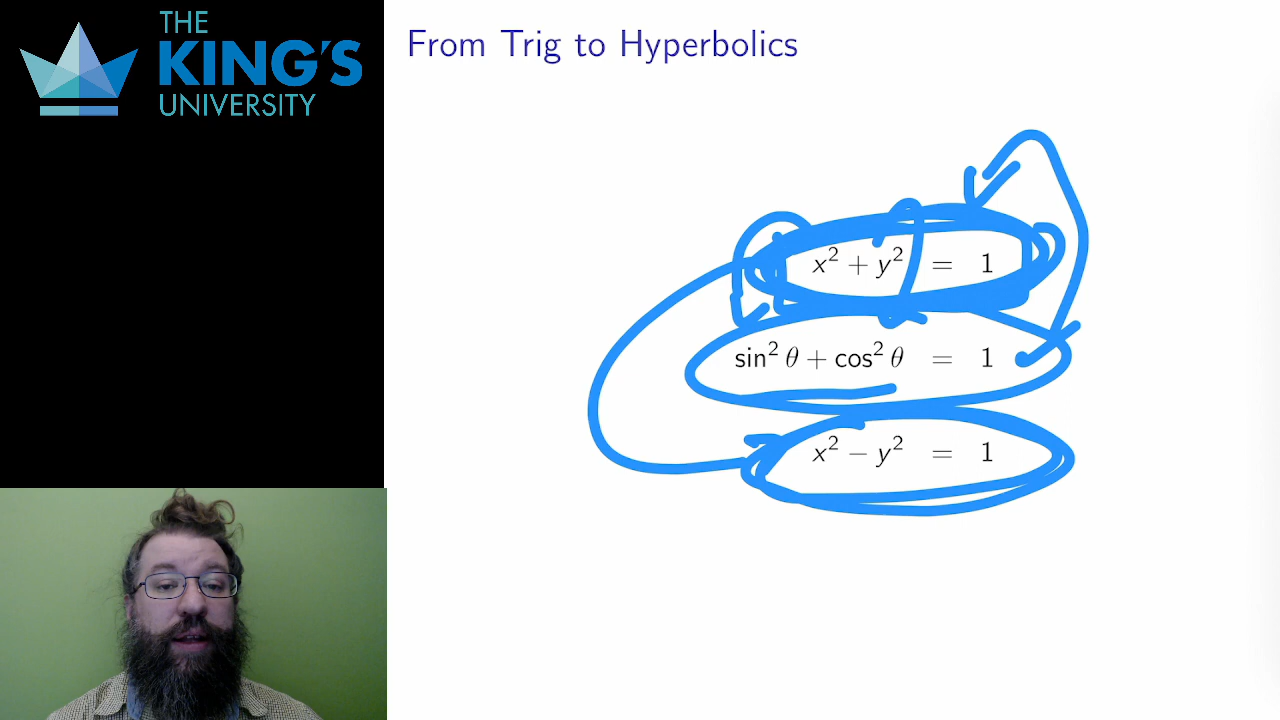 THE
KING'S
UNIVERSITY
From Trig to Hyperbolics
x² + y² = 1
sin² θ + cos² θ = 1
x² − y² = 1